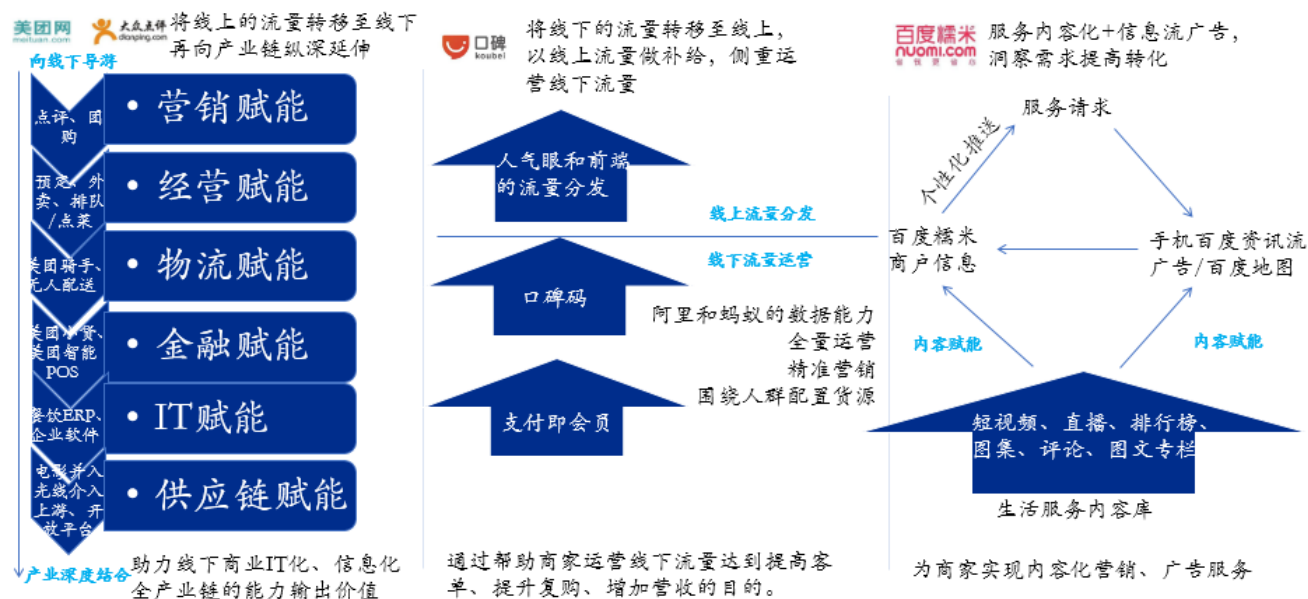 美团网
meituan.com
大众点评
dianping.com
将线上的流量转移至线下
再向产业链纵深延伸
向线下导游
点评、团
购
• 营销赋能
预定、外
卖、排队
/点菜
• 经营赋能
美团骑手、
无人配送
• 物流赋能
美团小贤、
美团智能
POS
• 金融赋能
餐饮ERP、
企业软件
• IT赋能
电影并入
光线介入
上游、开
放平台
• 供应链赋能
产业深度结合
助力线下商业IT化、信息化
全产业链的能力输出价值
口碑
koubei
将线下的流量转移至线上，
以线上流量做补给，侧重运
营线下流量
人气眼和前端
的流量分发
线上流量分发
线下流量运营
口碑码
阿里和蚂蚁的数据能力
全量运营
精准营销
围绕人群配置货源
支付即会员
通过帮助商家运营线下流量达到提高客
单、提升复购、增加营收的目的。
百度糯米
nuomi.com
省钱更省心
服务内容化+信息流广告，
洞察需求提高转化
服务请求
个性化推送
百度糯米
商户信息
手机百度资讯流
广告/百度地图
内容赋能
内容赋能
短视频、直播、排行榜、
图集、评论、图文专栏
生活服务内容库
为商家实现内容化营销、广告服务